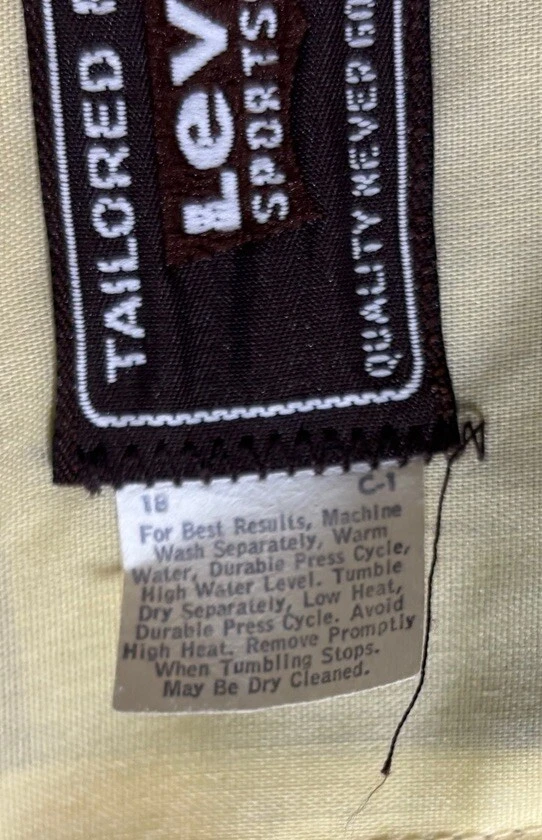 TAILORED
Lev
SPORTS
QUALITY NEVER
18 C-1
For Best Results, Machine
Wash Separately, Warm
Water, Durable Press Cycle,
High Water Level. Tumble
Dry Separately, Low Heat,
Durable Press Cycle. Avoid
High Heat. Remove Promptly
When Tumbling Stops.
May Be Dry Cleaned.